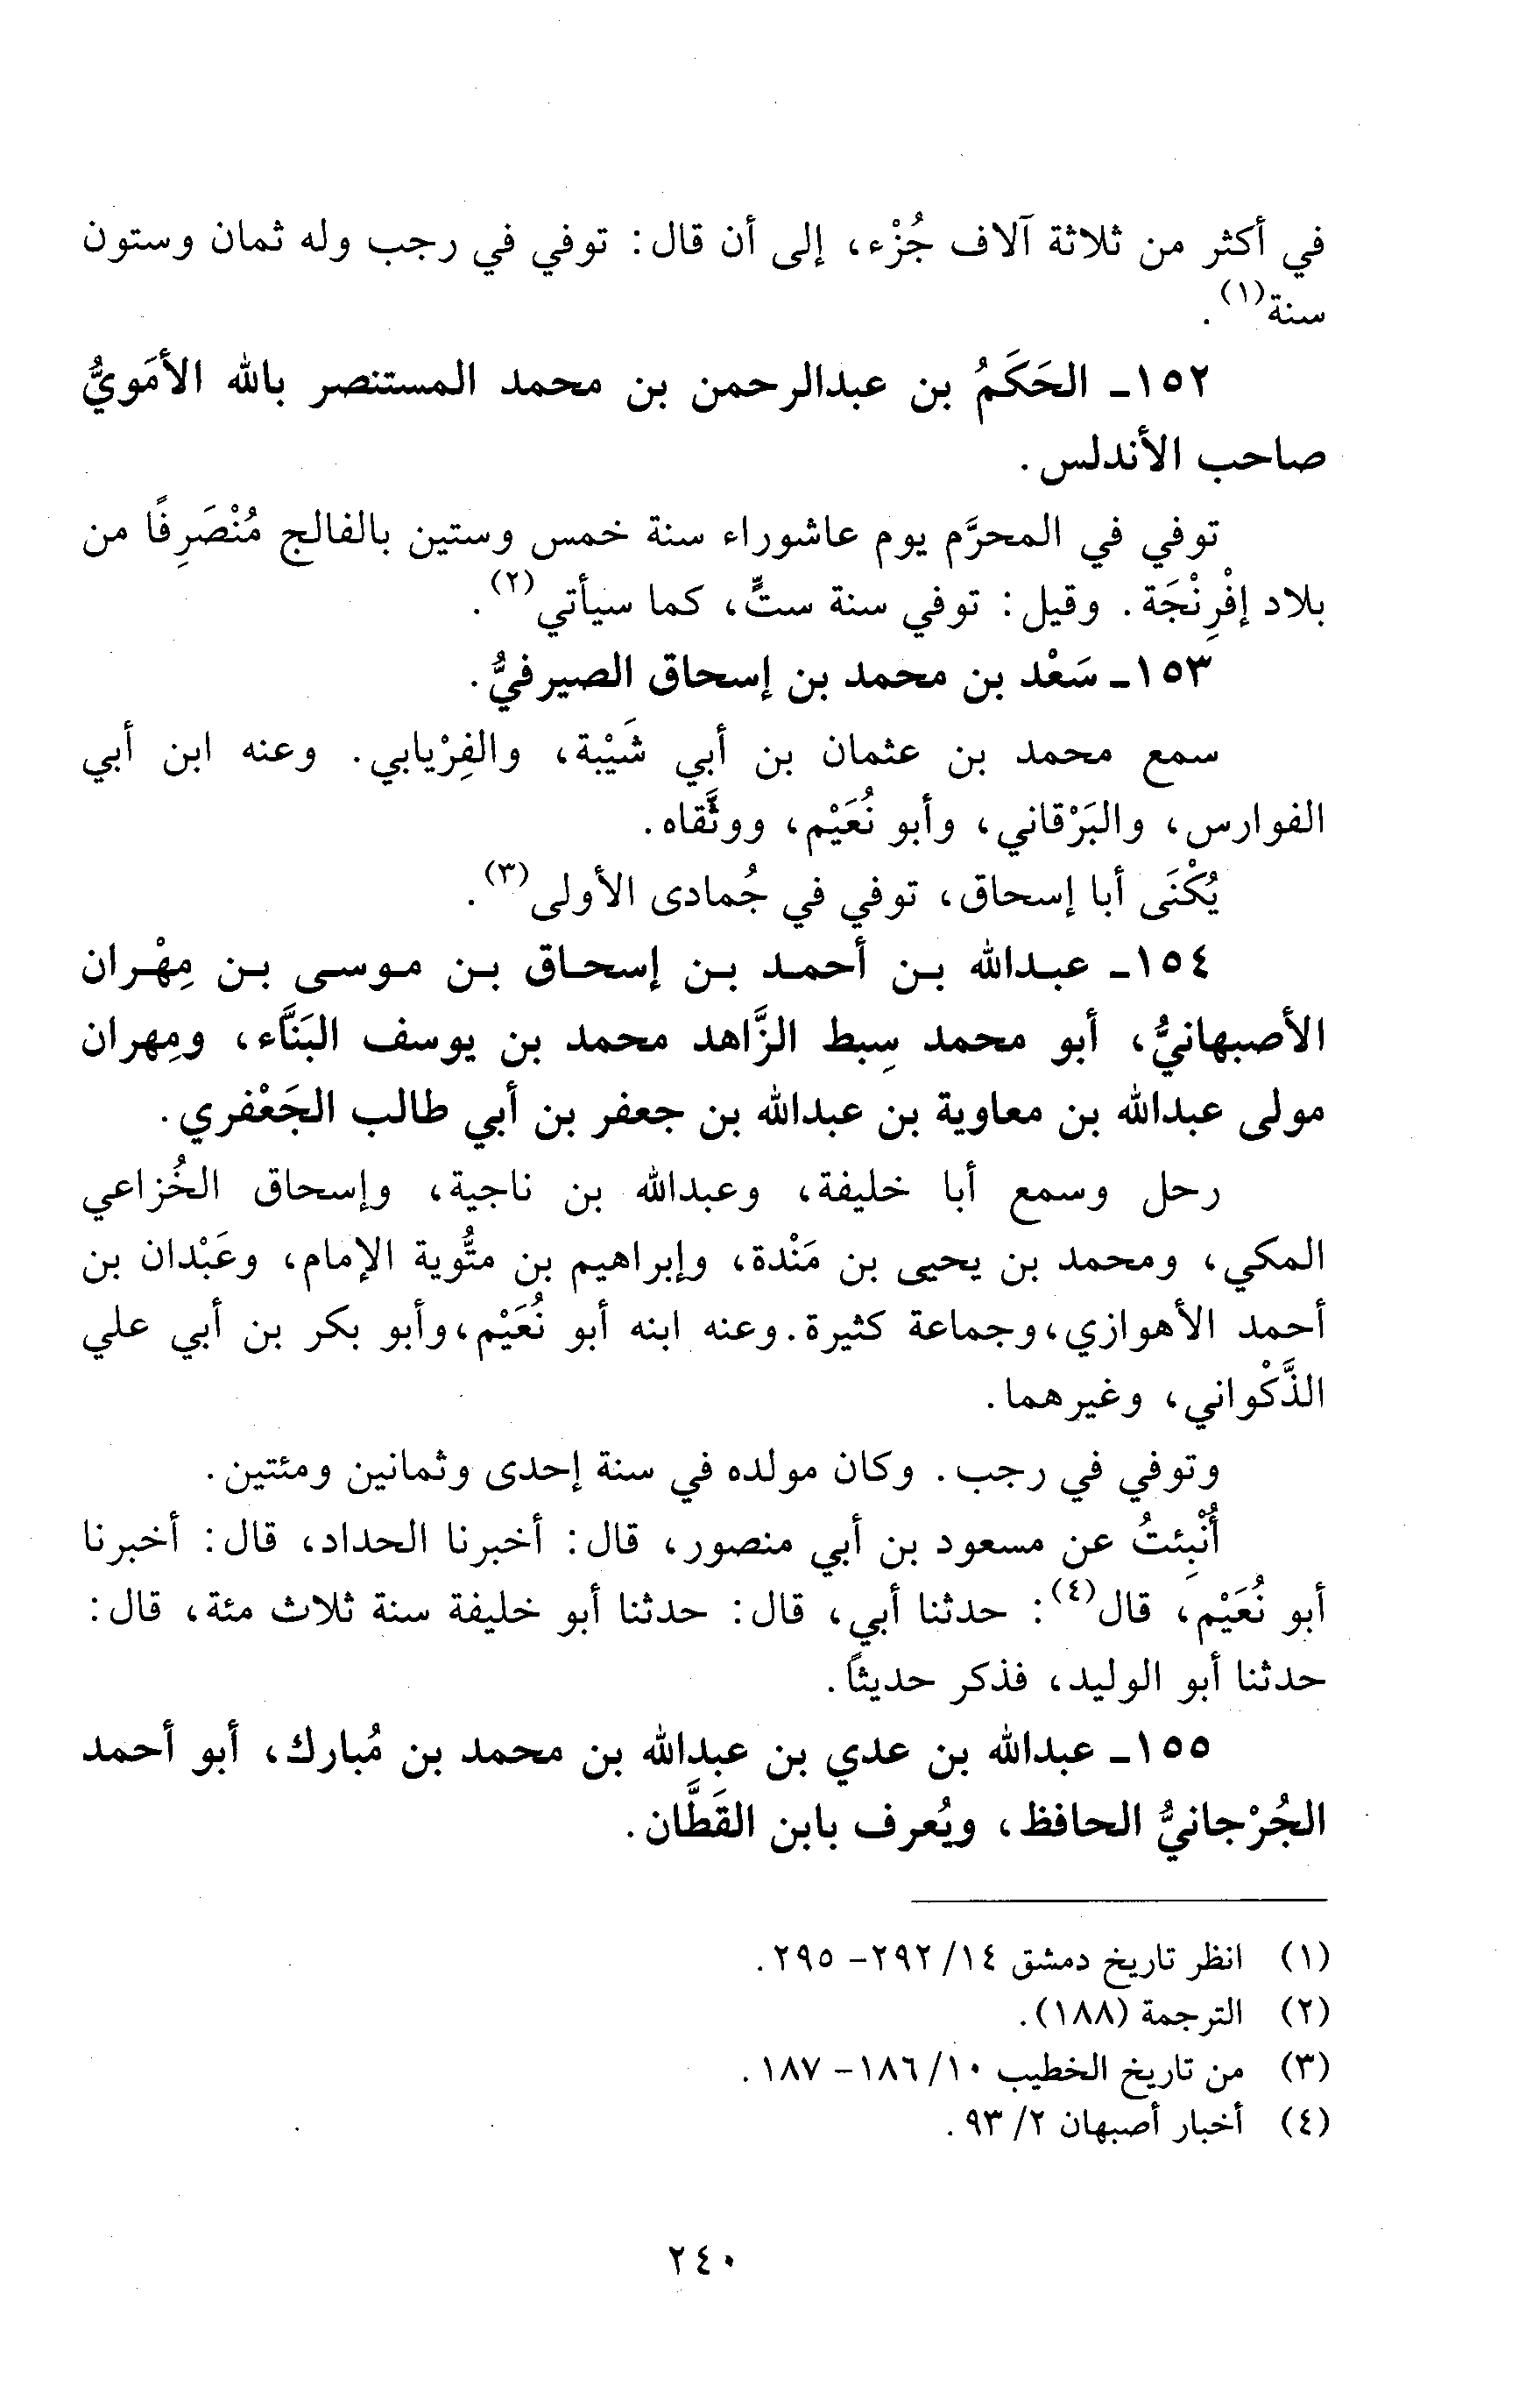 في أكثر من ثلاثة آلاف جُزْء، إلى أن قال: توفي في رجب وله ثمان وستون
سنة(١).
١٥٢ـ الحَكَمُ بن عبدالرحمن بن محمد المستنصر بالله الأمَويُّ
صاحب الأندلس.
توفي في المحرَّم يوم عاشوراء سنة خمس وستين بالفالج مُنْصَرِفًا من
بلاد إفْرِنْجَة. وقيل: توفي سنة ستٍّ، كما سيأتي(٢).
١٥٣ـ سَعْد بن محمد بن إسحاق الصيرفيُّ.
سمع محمد بن عثمان بن أبي شَيْبة، والفِرْيابي. وعنه ابن أبي
الفوارس، والبَرْقاني، وأبو نُعَيْم، ووثَّقاه.
يُكْنَى أبا إسحاق، توفي في جُمادى الأولى(٣).
١٥٤ـ عبدالله بن أحمد بن إسحاق بن موسى بن مِهْران
الأصبهانيُّ، أبو محمد سِبط الزَّاهد محمد بن يوسف البَنَّاء، ومِهران
مولى عبدالله بن معاوية بن عبدالله بن جعفر بن أبي طالب الجَعْفري.
رحل وسمع أبا خليفة، وعبدالله بن ناجية، وإسحاق الخُزاعي
المكي، ومحمد بن يحيى بن مَنْدة، وإبراهيم بن متُّوية الإمام، وعَبْدان بن
أحمد الأهوازي،وجماعة كثيرة.وعنه ابنه أبو نُعَيْم،وأبو بكر بن أبي علي
الذَّكْواني، وغيرهما.
وتوفي في رجب. وكان مولده في سنة إحدى وثمانين ومئتين.
أُنْبِئتُ عن مسعود بن أبي منصور، قال: أخبرنا الحداد، قال: أخبرنا
أبو نُعَيْم، قال(٤): حدثنا أبي، قال: حدثنا أبو خليفة سنة ثلاث مئة، قال:
حدثنا أبو الوليد، فذكر حديثاً.
١٥٥ـ عبدالله بن عدي بن عبدالله بن محمد بن مُبارك، أبو أحمد
الجُرْجانيُّ الحافظ، ويُعرف بابن القَطَّان.
(١) انظر تاريخ دمشق ١٤/ ٢٩٢- ٢٩٥.
(٢) الترجمة (١٨٨).
(٣) من تاريخ الخطيب ١٠/ ١٨٦- ١٨٧.
(٤) أخبار أصبهان ٢/ ٩٣.
٢٤٠